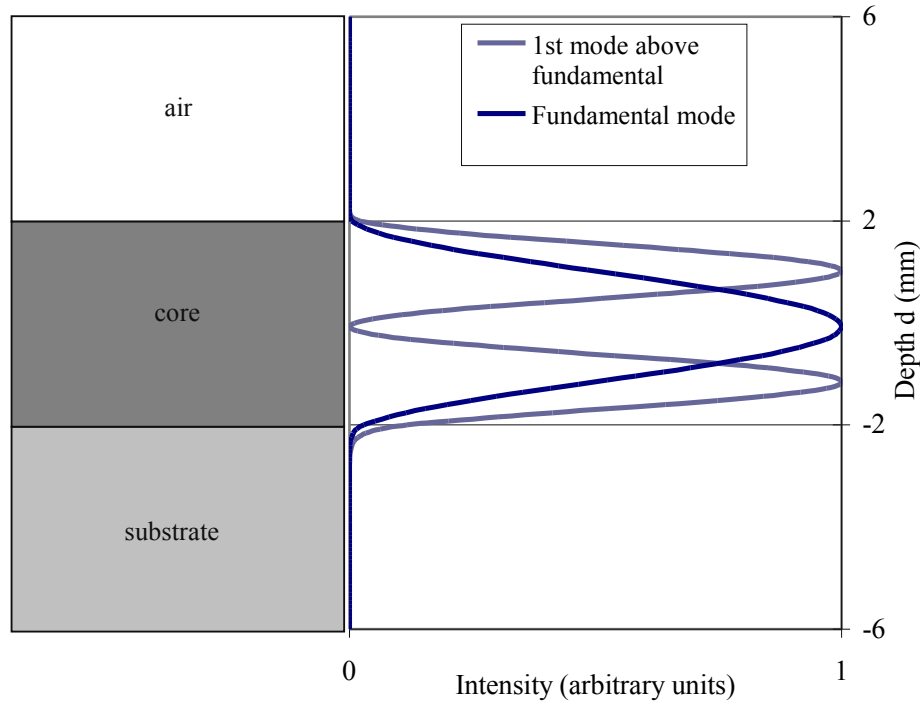 air
core
substrate
1st mode above
fundamental
Fundamental mode
6
2
-2
-6
Depth d (mm)
0
1
Intensity (arbitrary units)